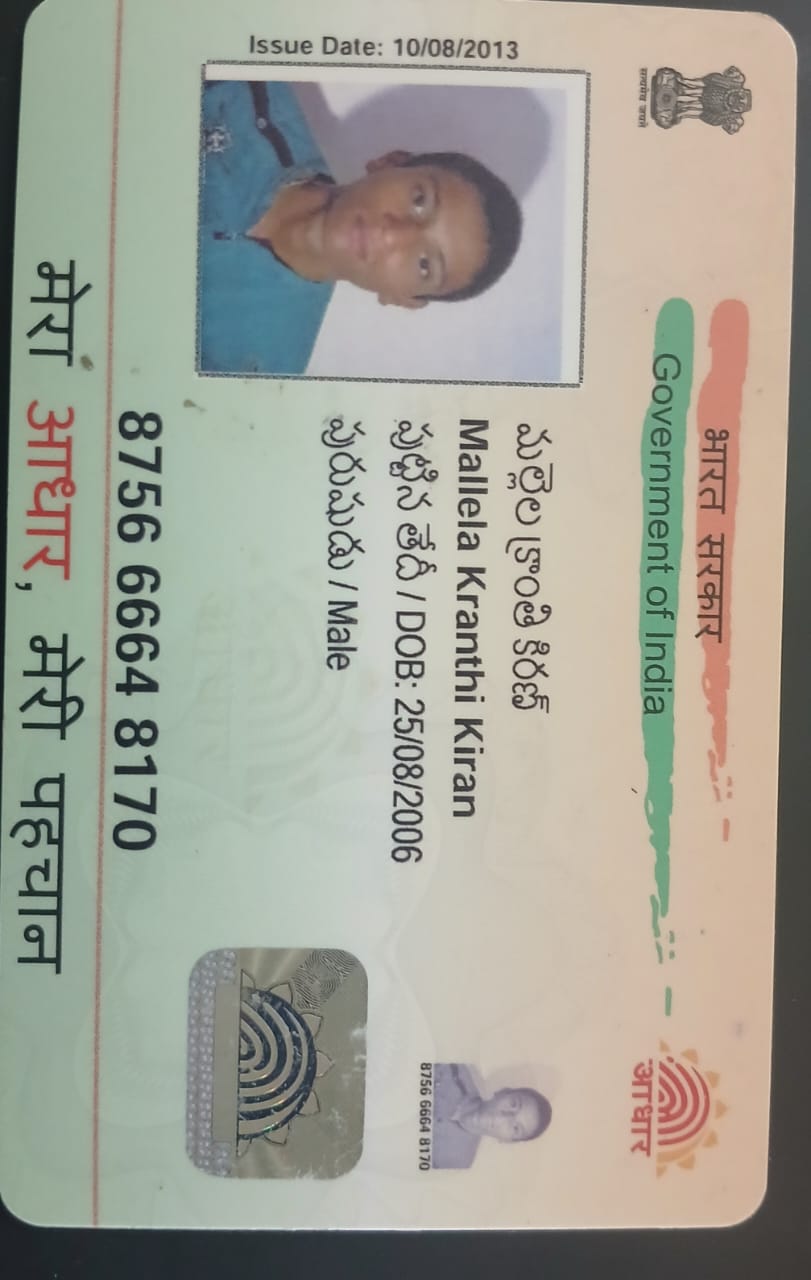 भारत सरकार
Government of India
Issue Date: 10/08/2013
మల్లెల క్రాంతి కిరణ్
Mallela Kranthi Kiran
పుట్టిన తేదీ / DOB: 25/08/2006
పురుషుడు / Male
8756 6664 8170
8756 6664 8170
मेरा आधार, मेरी पहचान
सत्यमेव जयते
आधार